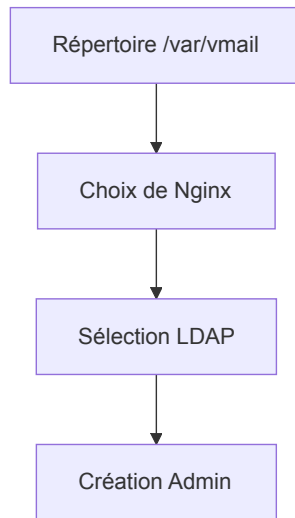 Répertoire /var/vmail
Choix de Nginx
Sélection LDAP
Création Admin